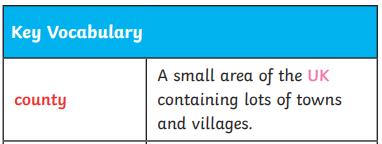 Key Vocabulary
county
A small area of the UK
containing lots of towns
and villages.